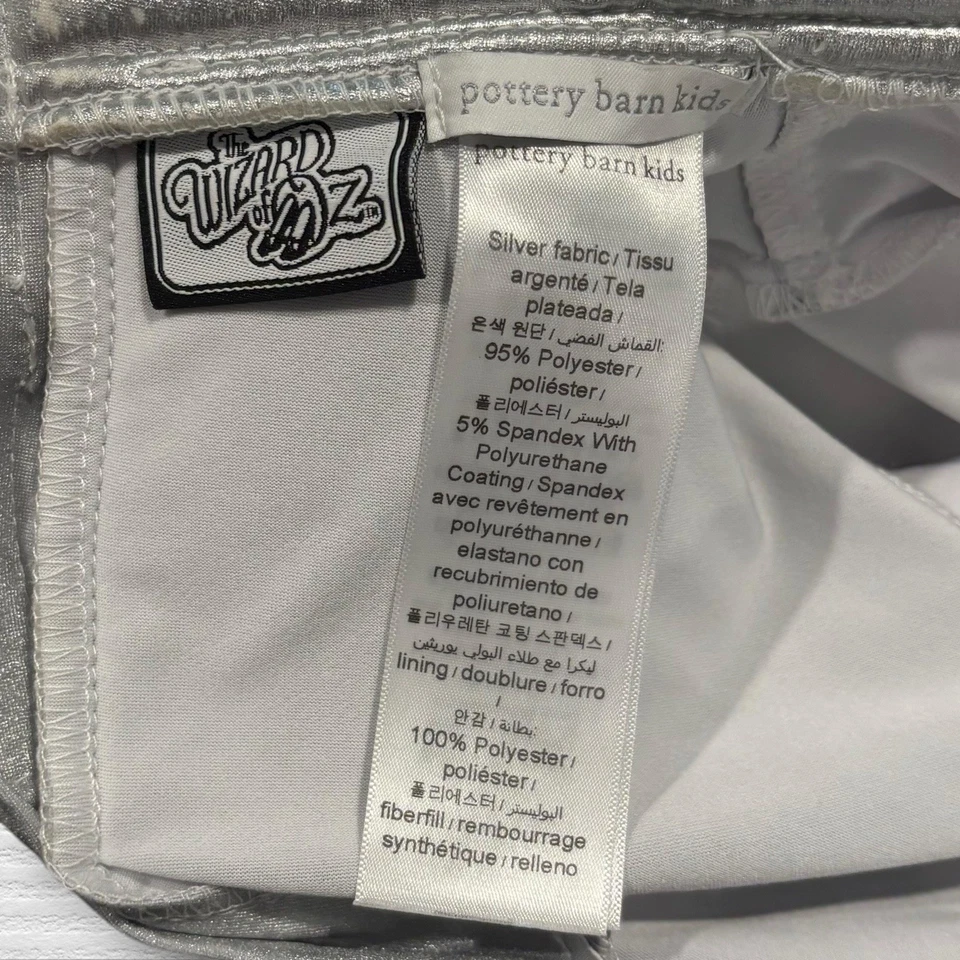 The
WIZARD
of OZ™
pottery barn kids
pottery barn kids
Silver fabric / Tissu
argenté / Tela
plateada /
은색 원단 / القماش الفضي:
95% Polyester /
poliéster /
폴리에스터 / البوليستر
5% Spandex With
Polyurethane
Coating / Spandex
avec revêtement en
polyuréthanne /
elastano con
recubrimiento de
poliuretano /
폴리우레탄 코팅 스판덱스 /
ليكرا مع طلاء البولي يوريثين
lining / doublure / forro
/
안감 / بطانة:
100% Polyester /
poliéster /
폴리에스터 / البوليستر
fiberfill / rembourrage
synthétique / relleno